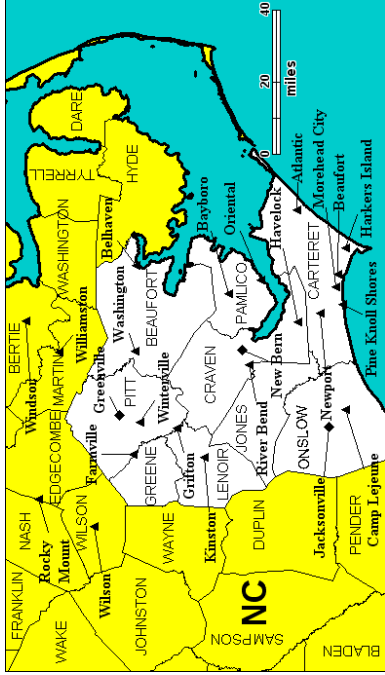 FRANKLIN
NASH
BERTIE
WAKE
EDGECOMBE
MARTIN
WASHINGTON
TYRRELL
DARE
Windsor
Williamston
Rocky
Mount
WILSON
Wilson
JOHNSTON
Farmville
Greenville
PITT
Washington
Belhaven
HYDE
BEAUFORT
WAYNE
GREENE
Winterville
Grifton
Kinston
LENOIR
CRAVEN
Bayboro
Oriental
PAMLICO
JONES
River Bend
New Bern
Havelock
DUPLIN
SAMPSON
NC
ONSLOW
Newport
CARTERET
Atlantic
Morehead City
Beaufort
Harkers Island
Pine Knoll Shores
Jacksonville
PENDER
Camp Lejeune
BLADEN
0 20 40
miles